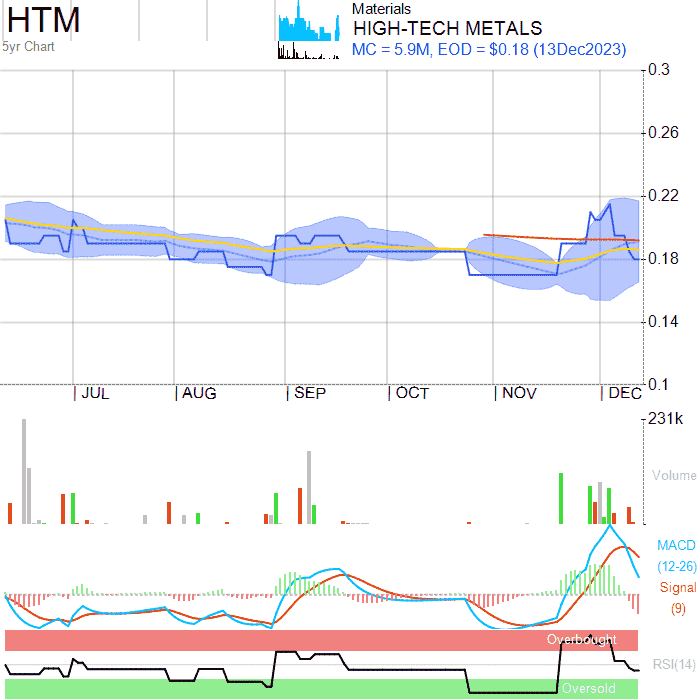 HTM
5yr Chart
Materials
HIGH-TECH METALS
MC = 5.9M, EOD = $0.18 (13Dec2023)
0.3
0.26
0.22
0.18
0.14
0.1
JUL AUG SEP OCT NOV DEC
231k
Volume
MACD
(12-26)
Signal
(9)
Overbought
RSI(14)
Oversold